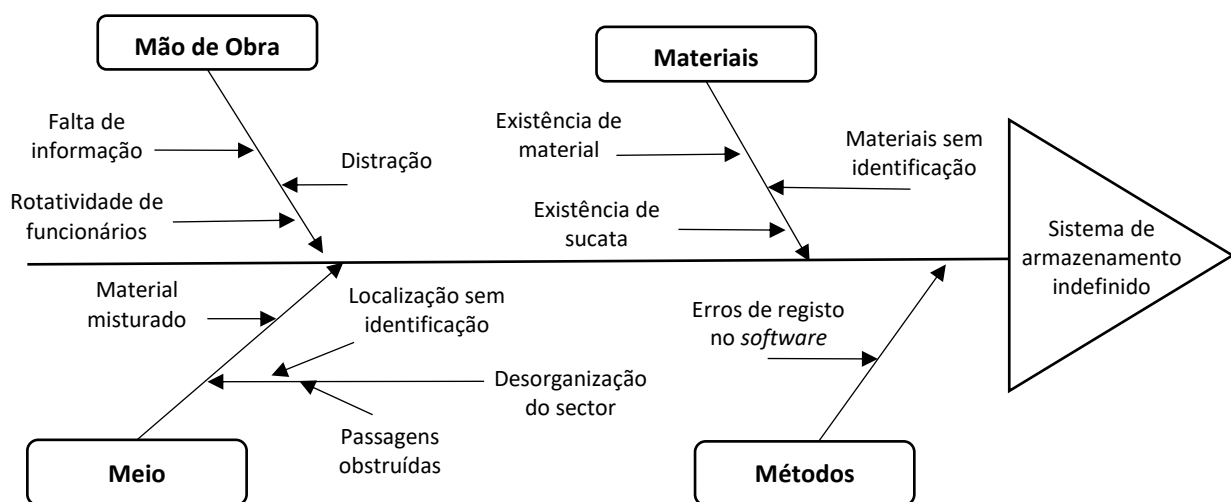 Mão de Obra
Materiais
Falta de
informação
Distração
Rotatividade de
funcionários
Existência de
material
Materiais sem
identificação
Existência de
sucata
Sistema de
armazenamento
indefinido
Material
misturado
Localização sem
identificação
Desorganização
do sector
Passagens
obstruídas
Erros de registo
no software
Meio
Métodos